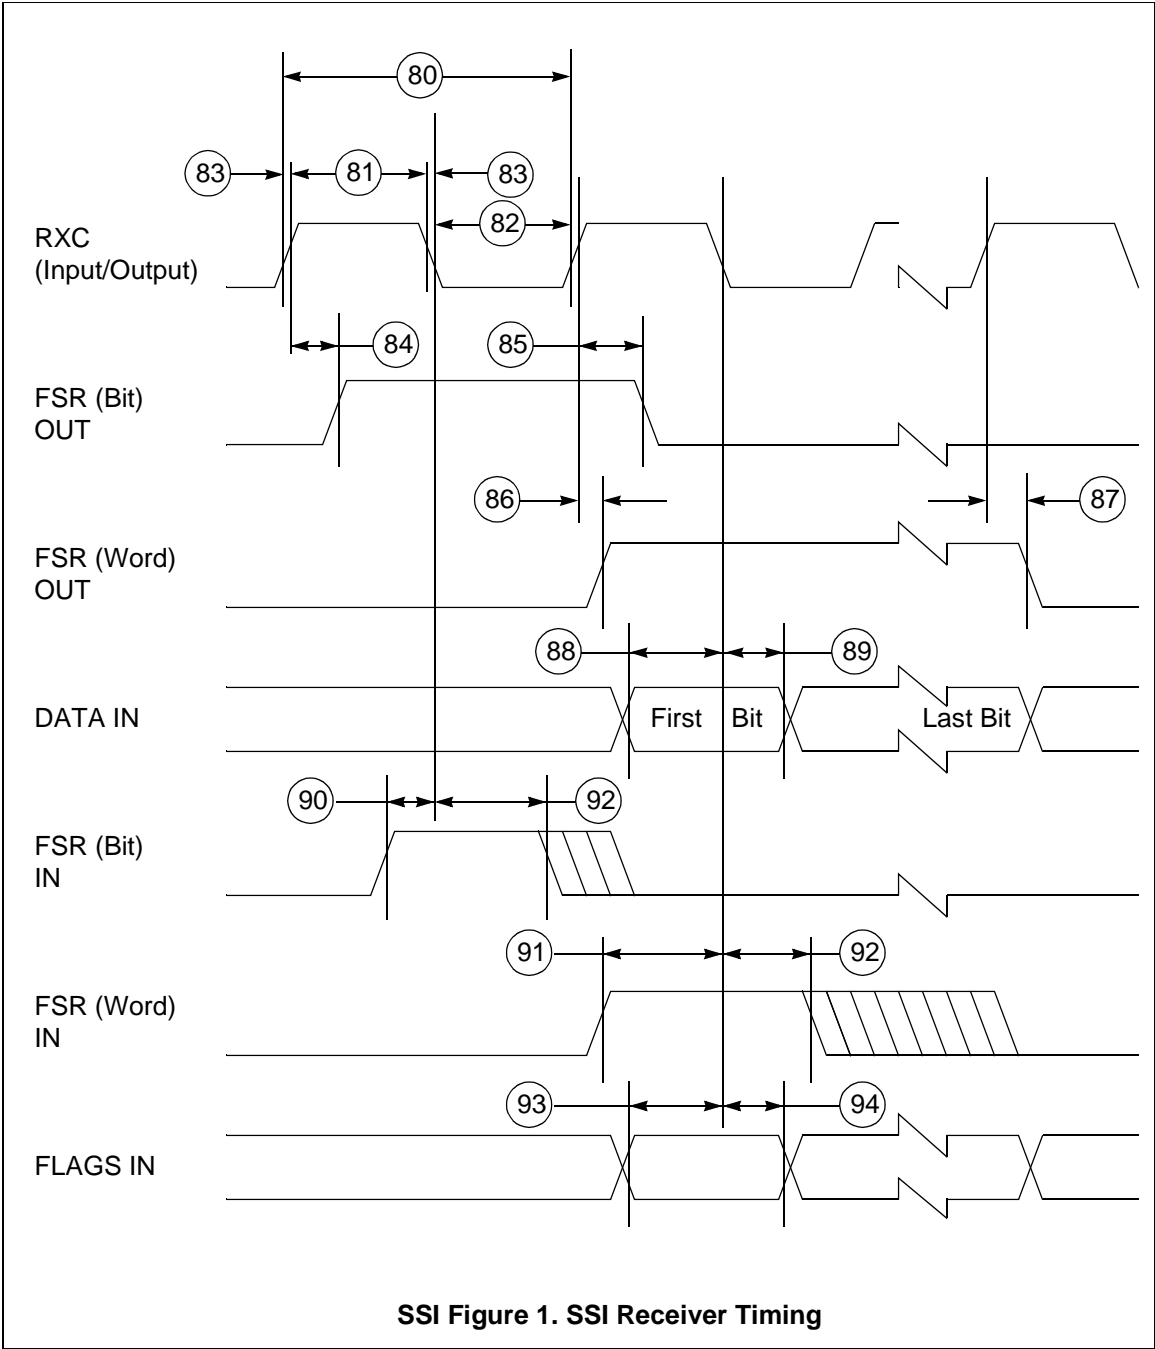 80
83
81
83
82
RXC
(Input/Output)
84
85
FSR (Bit)
OUT
86
87
FSR (Word)
OUT
88
89
DATA IN
First Bit
Last Bit
90
92
FSR (Bit)
IN
91
92
FSR (Word)
IN
93
94
FLAGS IN
SSI Figure 1. SSI Receiver Timing